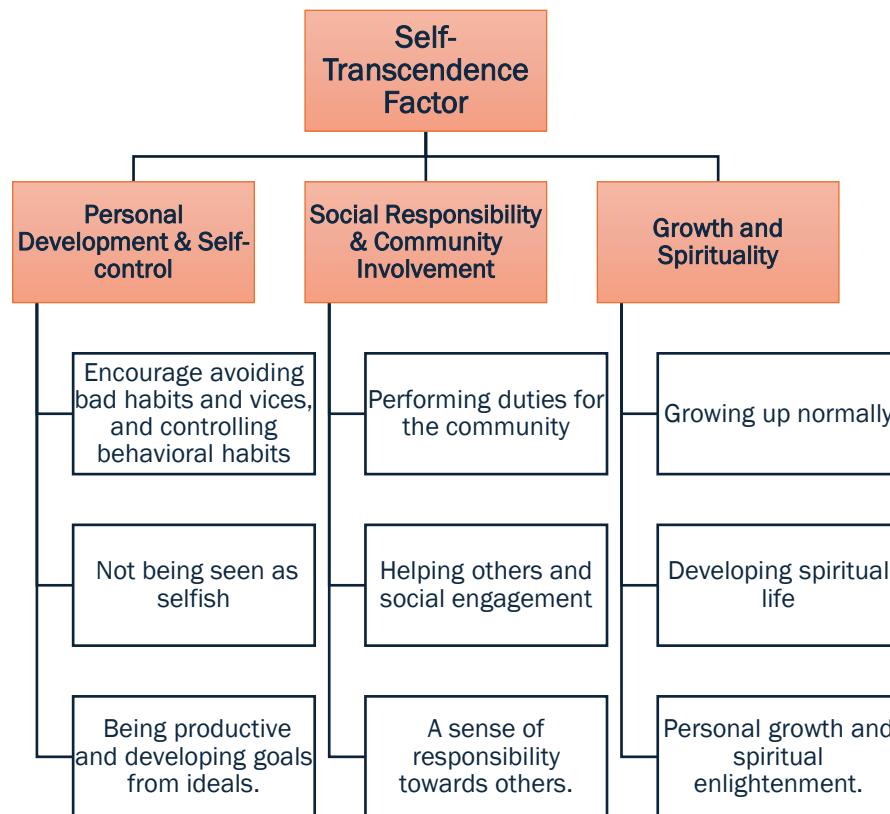 Self-
Transcendence
Factor
Personal
Development & Self-
control
Social Responsibility
& Community
Involvement
Growth and
Spirituality
Encourage avoiding
bad habits and vices,
and controlling
behavioral habits
Not being seen as
selfish
Being productive
and developing goals
from ideals.
Performing duties for
the community
Helping others and
social engagement
A sense of
responsibility
towards others.
Growing up normally
Developing spiritual
life
Personal growth and
spiritual
enlightenment.